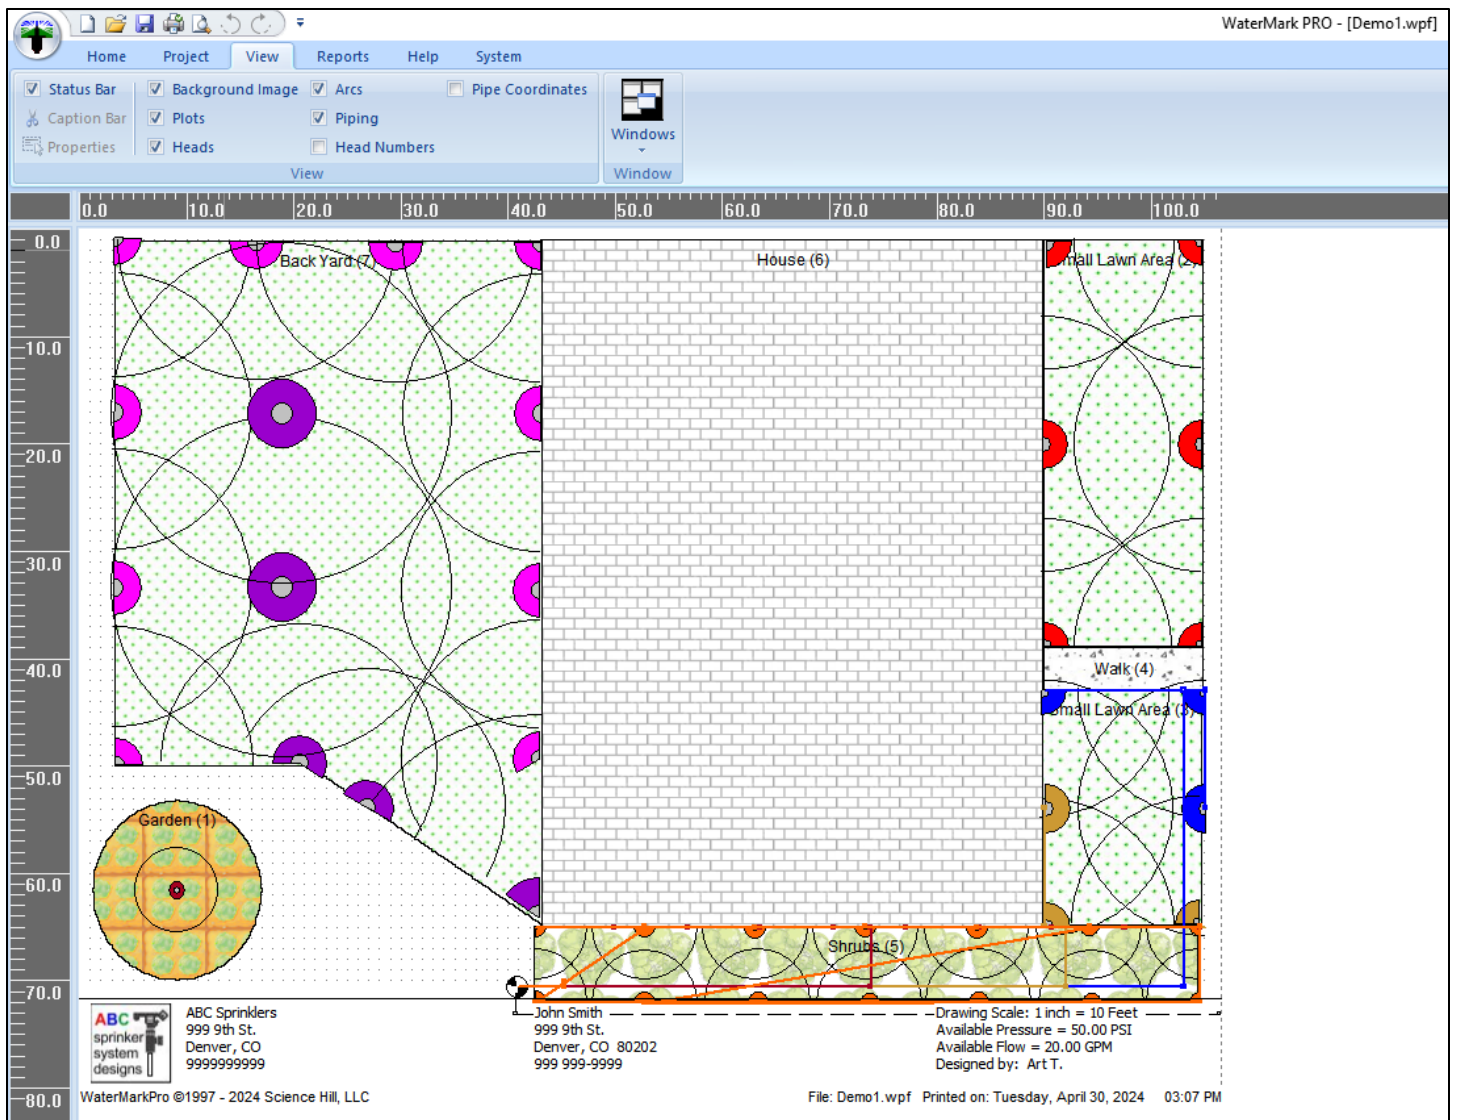 WaterMark PRO - [Demo1.wpf]
Home Project View Reports Help System
Status Bar Background Image Arcs Pipe Coordinates
Caption Bar Plots Piping
Properties Heads Head Numbers
Windows
View Window
0.0 10.0 20.0 30.0 40.0 50.0 60.0 70.0 80.0 90.0 100.0
0.0
Back Yard (7) House (6) Small Lawn Area (2)
10.0
20.0
30.0
40.0
Walk (4)
Small Lawn Area (3)
50.0
Garden (1)
60.0
Shrubs (5)
70.0
ABC
sprinker
system
designs
ABC Sprinklers
999 9th St.
Denver, CO
9999999999
John Smith
999 9th St.
Denver, CO 80202
999 999-9999
Drawing Scale: 1 inch = 10 Feet
Available Pressure = 50.00 PSI
Available Flow = 20.00 GPM
Designed by: Art T.
80.0
WaterMarkPro ©1997 - 2024 Science Hill, LLC
File: Demo1.wpf Printed on: Tuesday, April 30, 2024 03:07 PM